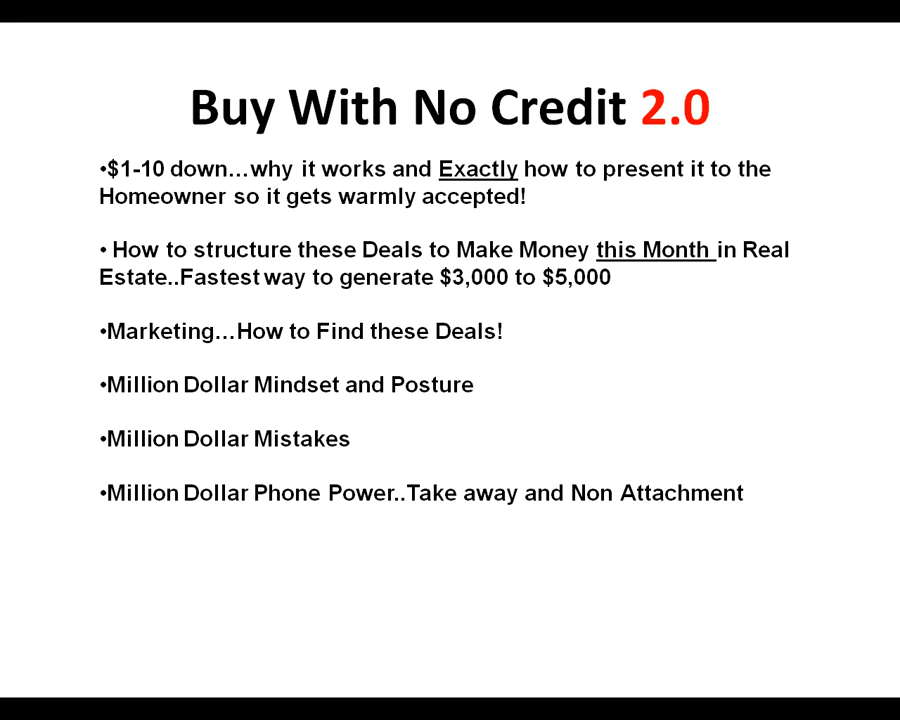 Buy With No Credit 2.0
•$1-10 down...why it works and Exactly how to present it to the
Homeowner so it gets warmly accepted!
• How to structure these Deals to Make Money this Month in Real
Estate..Fastest way to generate $3,000 to $5,000
•Marketing...How to Find these Deals!
•Million Dollar Mindset and Posture
•Million Dollar Mistakes
•Million Dollar Phone Power..Take away and Non Attachment